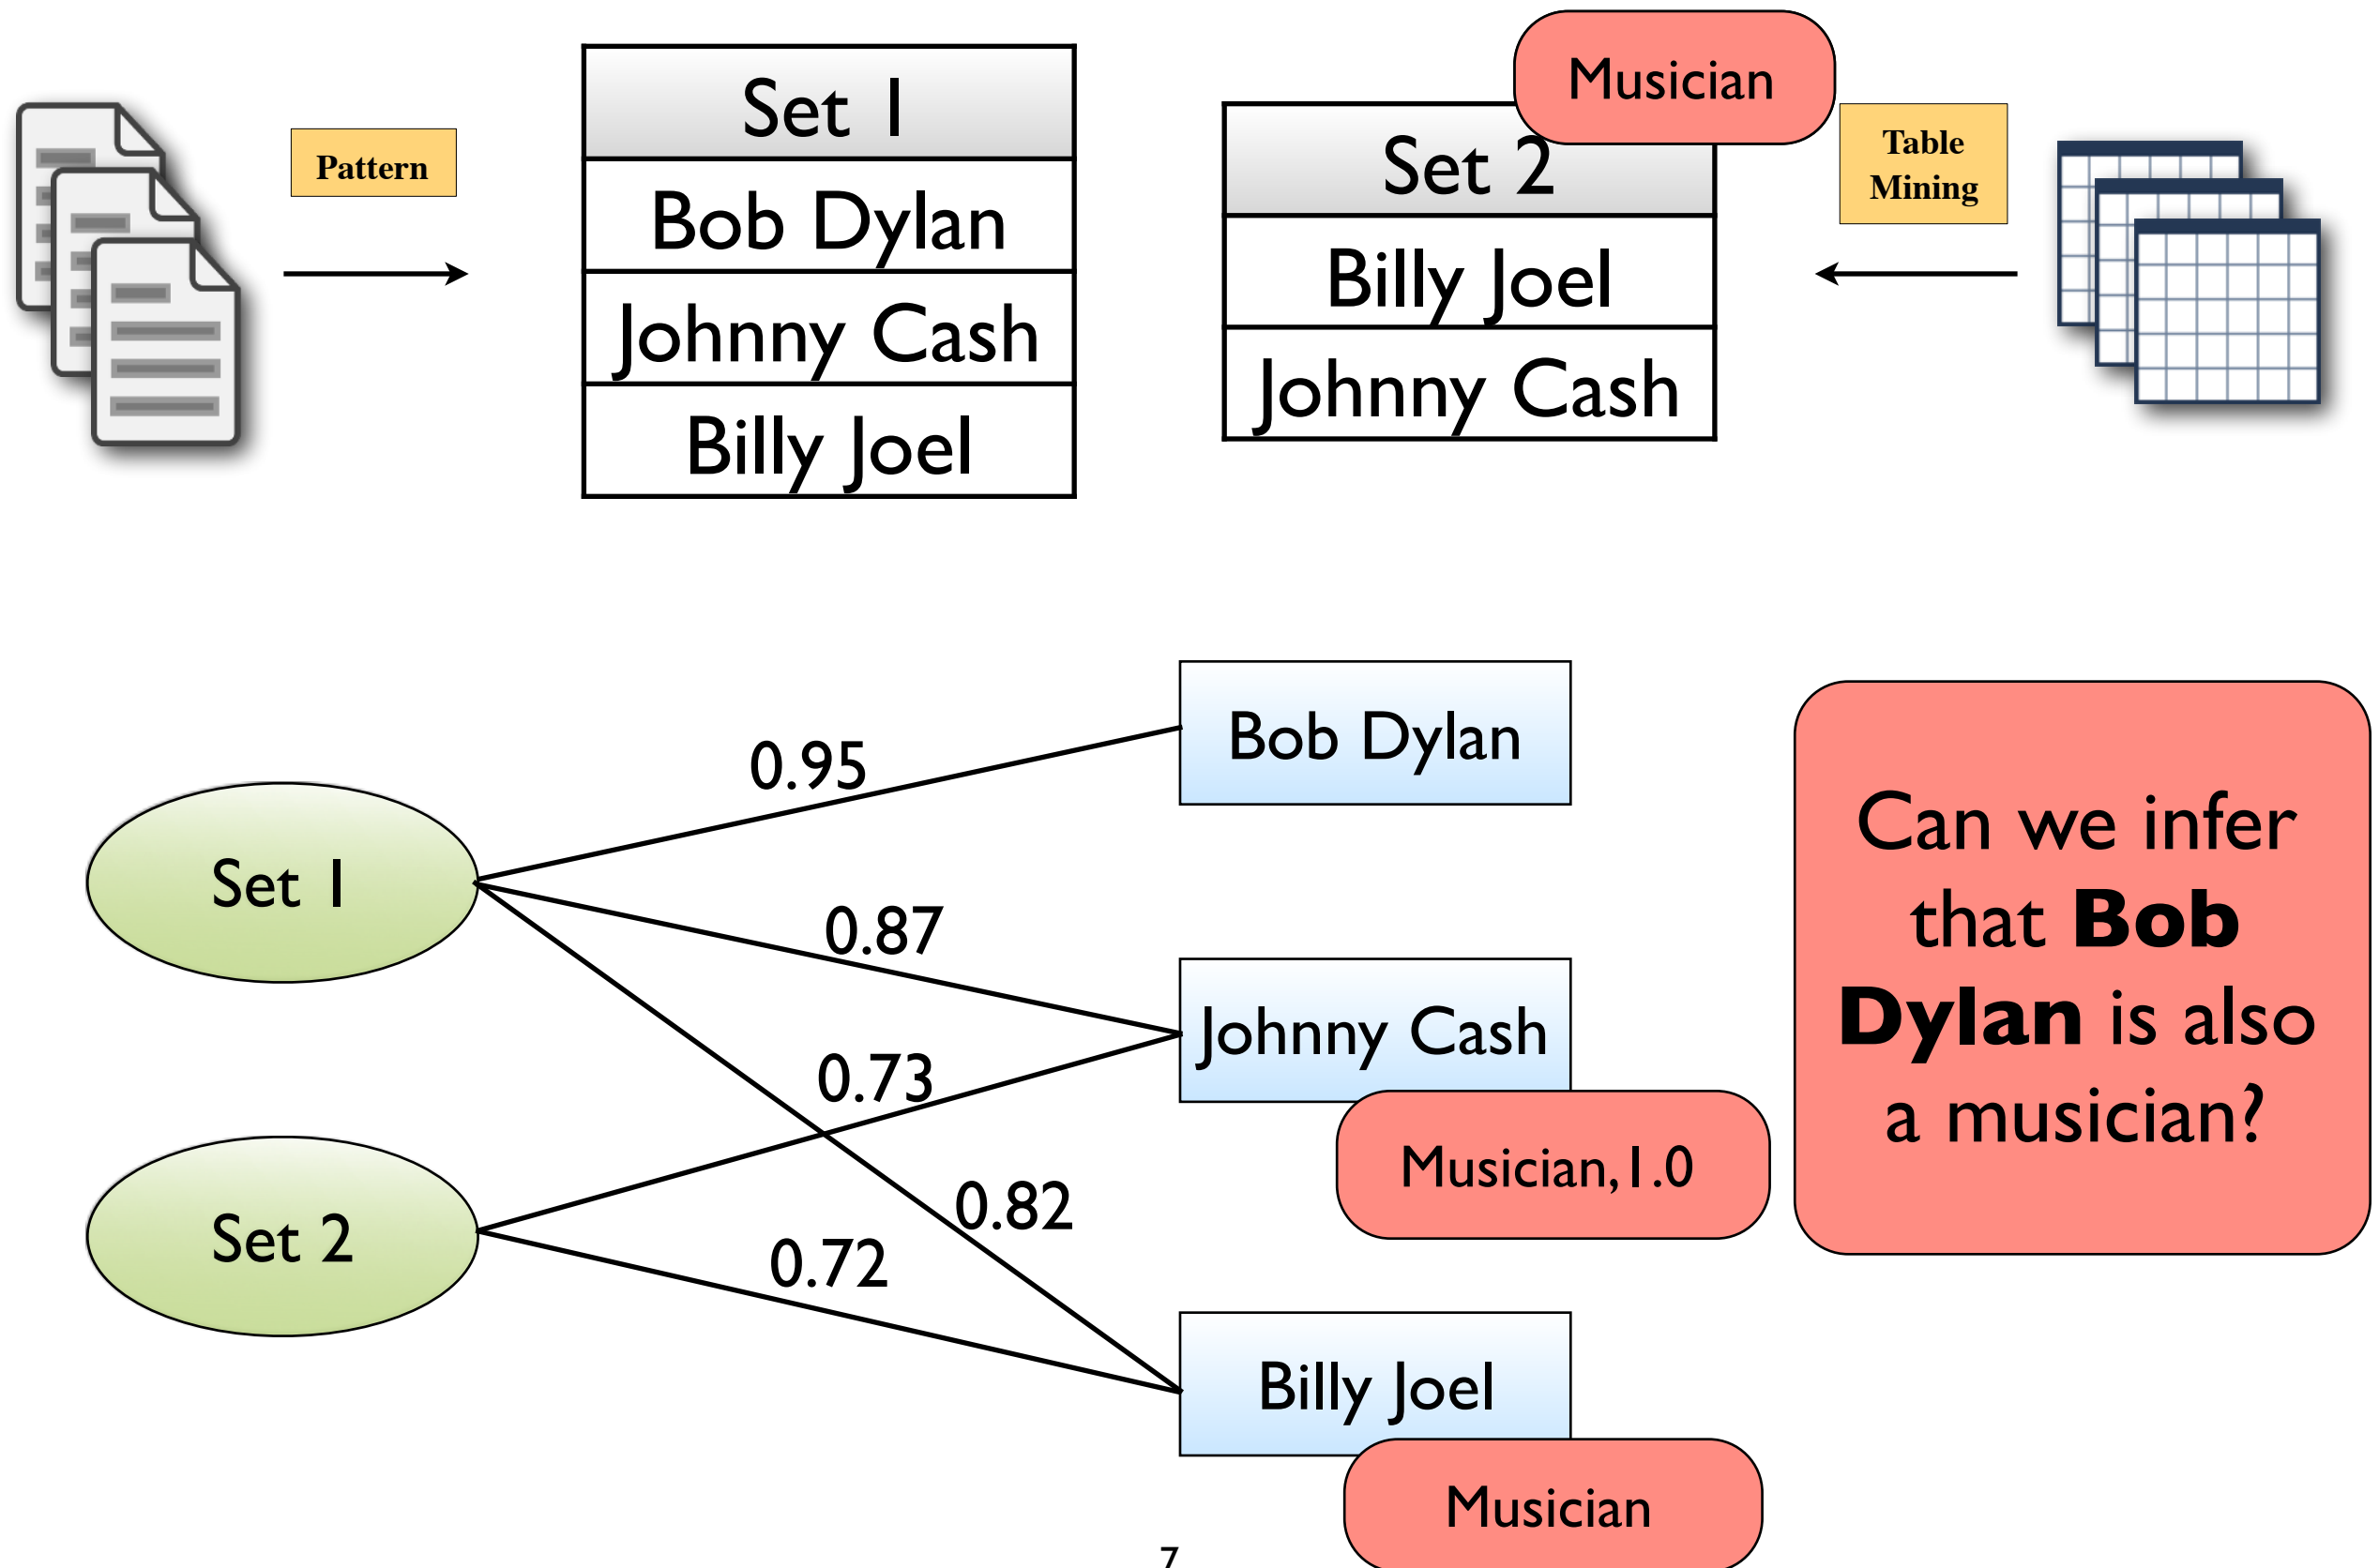 Pattern
Set 1
Bob Dylan
Johnny Cash
Billy Joel
Musician
Set 2
Billy Joel
Johnny Cash
Table
Mining
Set 1
Set 2
0.95
0.87
0.73
0.82
0.72
Bob Dylan
Johnny Cash
Musician,1.0
Billy Joel
Musician
Can we infer
that Bob
Dylan is also
a musician?
7